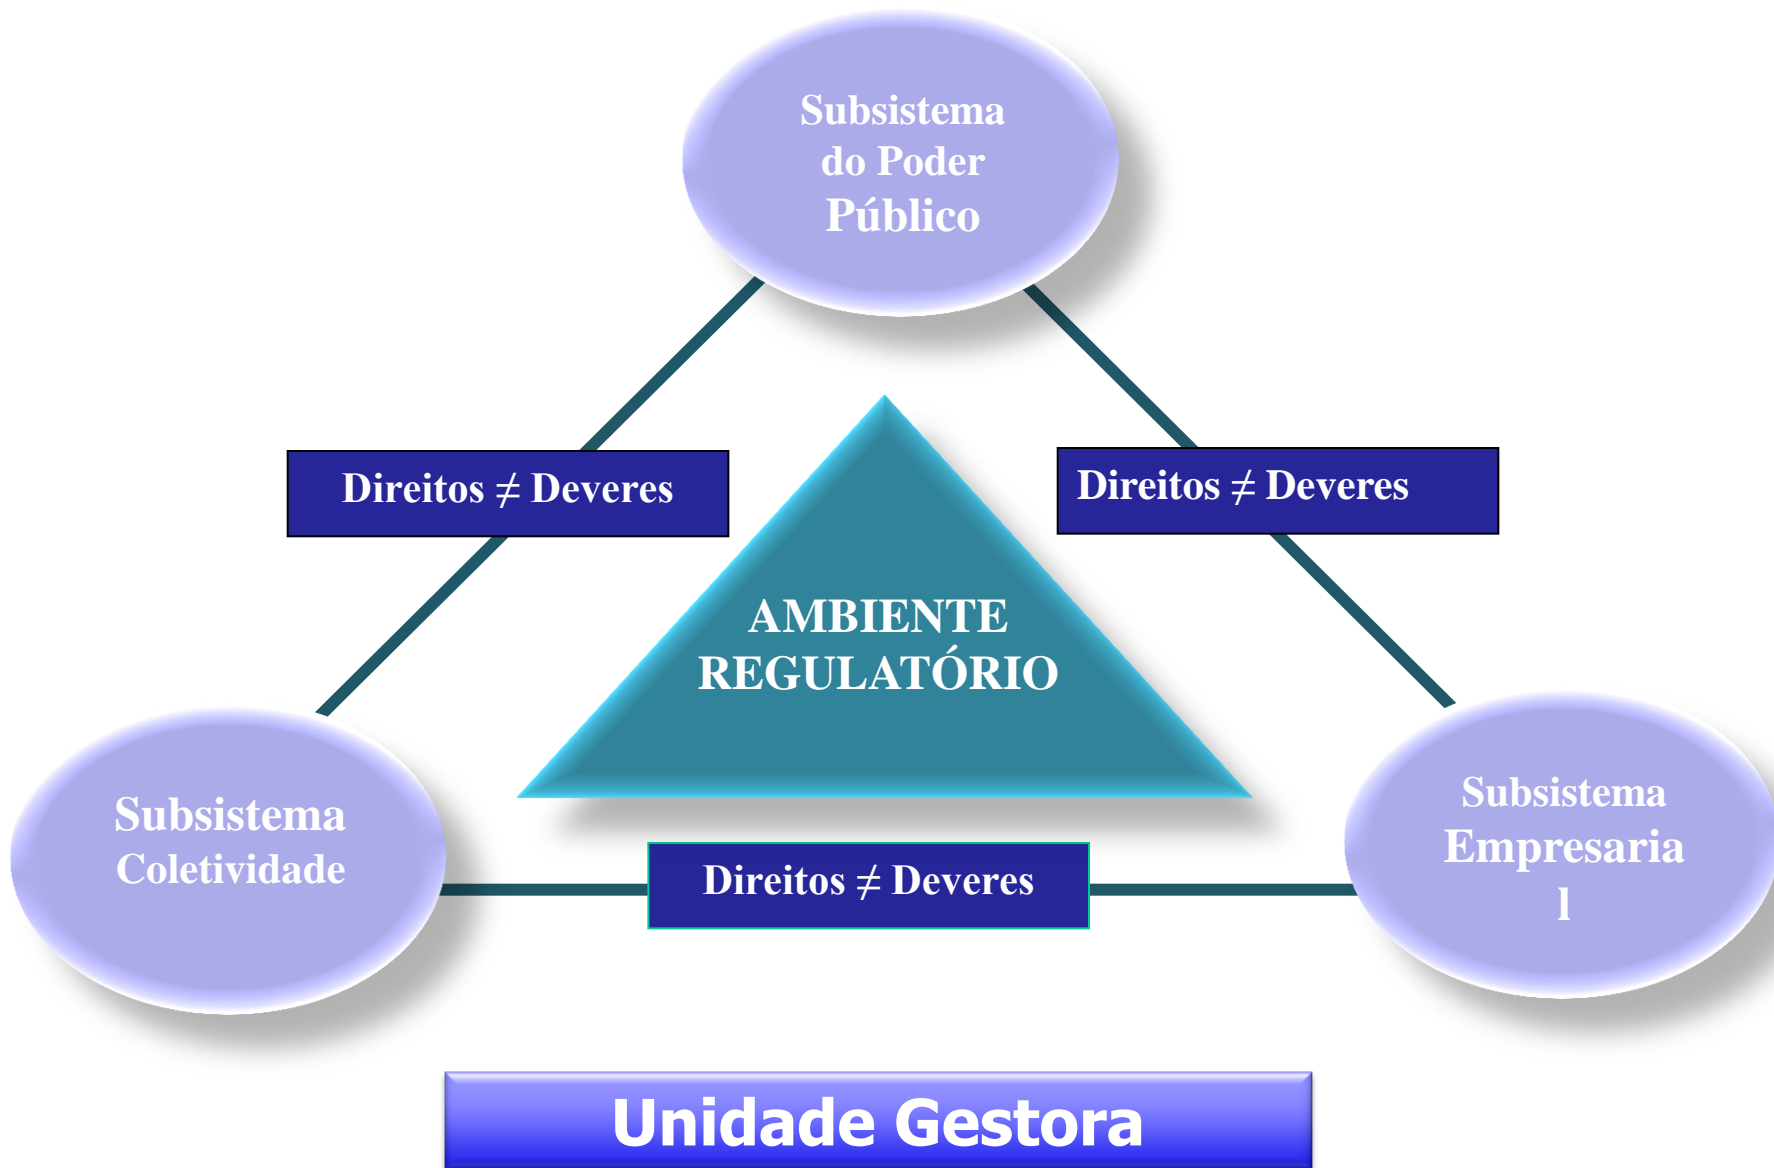 Subsistema
do Poder
Público
Direitos ≠ Deveres
Direitos ≠ Deveres
AMBIENTE
REGULATÓRIO
Subsistema
Coletividade
Subsistema
Empresaria
l
Direitos ≠ Deveres
Unidade Gestora